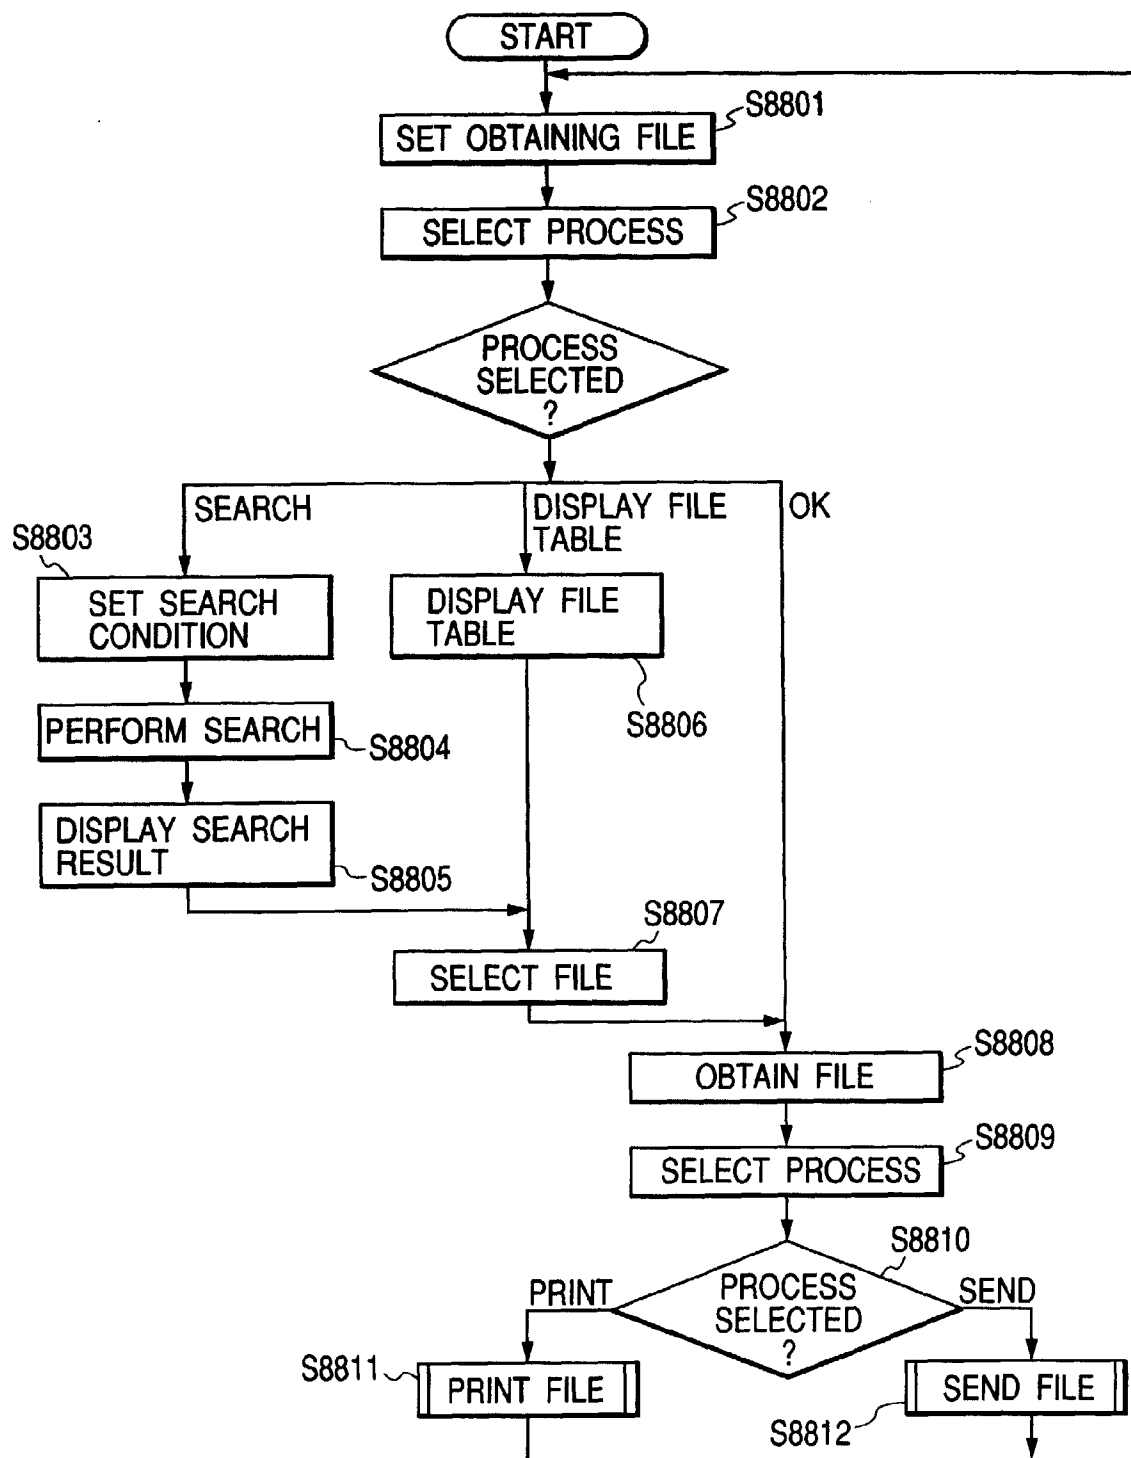 START
S8801
SET OBTAINING FILE
S8802
SELECT PROCESS
PROCESS
SELECTED
?
SEARCH
DISPLAY FILE
TABLE
OK
S8803
SET SEARCH
CONDITION
DISPLAY FILE
TABLE
S8806
PERFORM SEARCH
S8804
DISPLAY SEARCH
RESULT
S8805
S8807
SELECT FILE
S8808
OBTAIN FILE
S8809
SELECT PROCESS
S8810
PRINT
PROCESS
SELECTED
?
SEND
S8811
PRINT FILE
SEND FILE
S8812